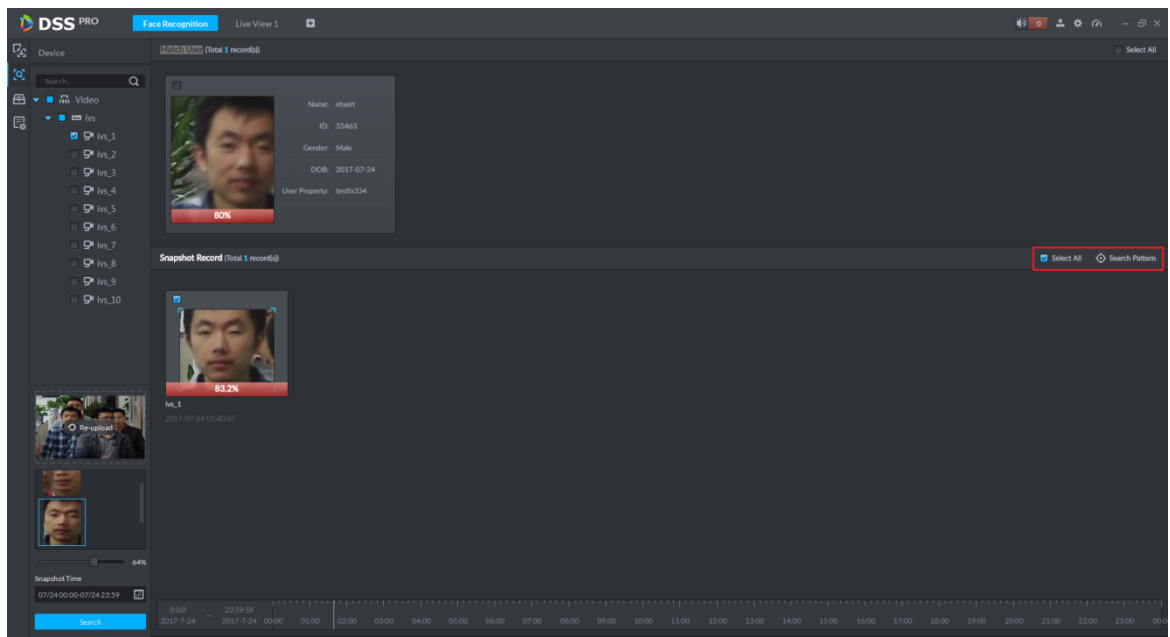 DSS PRO
Face Recognition
Live View 1
0
Device
Match User (Total 1 record(s))
Select All
Search..
Video
ivs
ivs_1
ivs_2
ivs_3
ivs_4
ivs_5
ivs_6
ivs_7
ivs_8
ivs_9
ivs_10
Name: etyert
ID: 35463
Gender: Male
DOB: 2017-07-24
User Property: testfx334
80%
Snapshot Record (Total 1 record(s))
Select All
Search Pattern
83.2%
ivs_1
2017-07-24 01:40:07
Re-upload
64%
Snapshot Time
07/24 00:00-07/24 23:59
Search
0:0:0 - 23:59:59
2017-7-24 2017-7-24
00:00 01:00 02:00 03:00 04:00 05:00 06:00 07:00 08:00 09:00 10:00 11:00 12:00 13:00 14:00 15:00 16:00 17:00 18:00 19:00 20:00 21:00 22:00 23:00 00:0